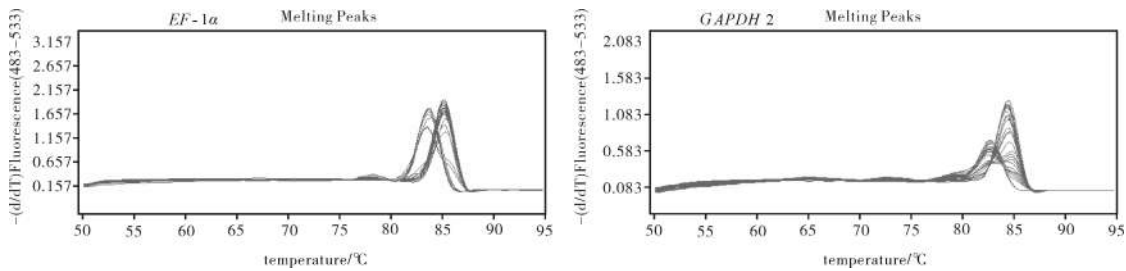 EF-1α Melting Peaks
−(d/dT)Fluorescence(483−533)
3.157
2.657
2.157
1.657
1.157
0.657
0.157
50 55 60 65 70 75 80 85 90 95
temperature/℃
GAPDH 2 Melting Peaks
−(d/dT)Fluorescence(483−533)
2.083
1.583
1.083
0.583
0.083
50 55 60 65 70 75 80 85 90 95
temperature/℃